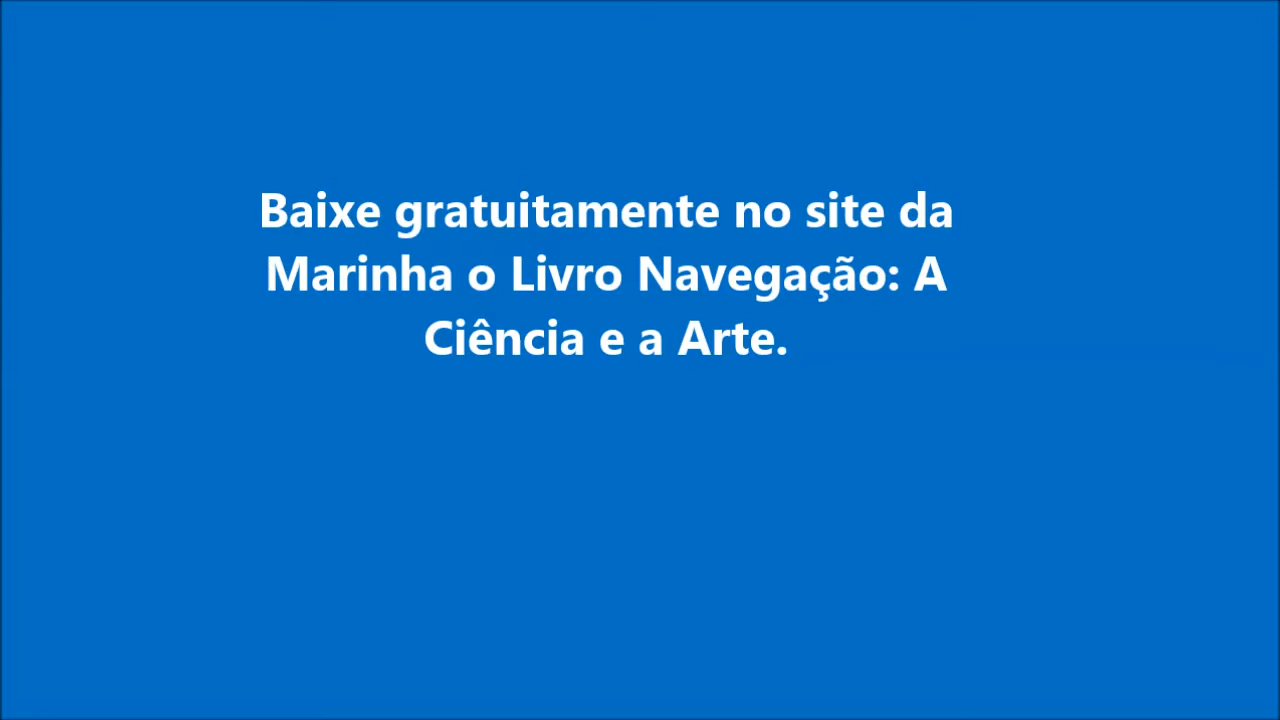 Baixe gratuitamente no site da
Marinha o Livro Navegação: A
Ciência e a Arte.